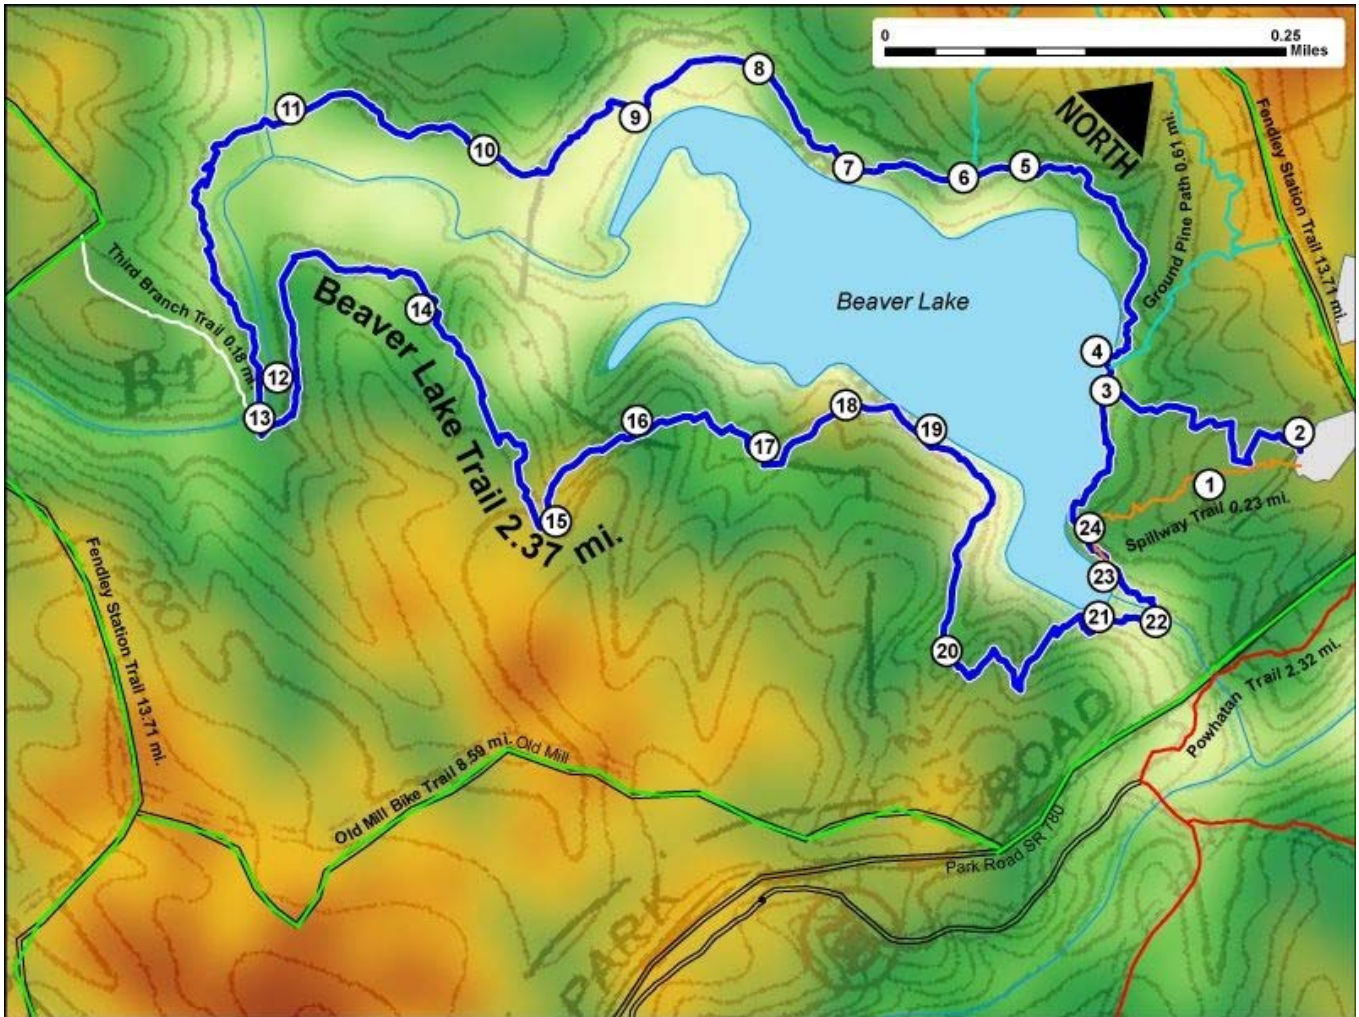 0 0.25
Miles
NORTH
Fendley Station Trail 13.71 mi.
Ground Pine Path 0.61 mi.
8
11
9
10
7
6
5
Third Branch Trail 0.18 mi.
Beaver Lake Trail 2.37 mi.
Beaver Lake
14
4
12
3
Br
13
18
16
19
2
17
1
Spillway Trail 0.23 mi.
15
24
23
21
22
20
200
Fendley Station Trail 13.71 mi.
Powhatan Trail 2.32 mi.
ROAD
Old Mill Bike Trail 8.59 mi.
Old Mill
Park Road SR 780
PARK